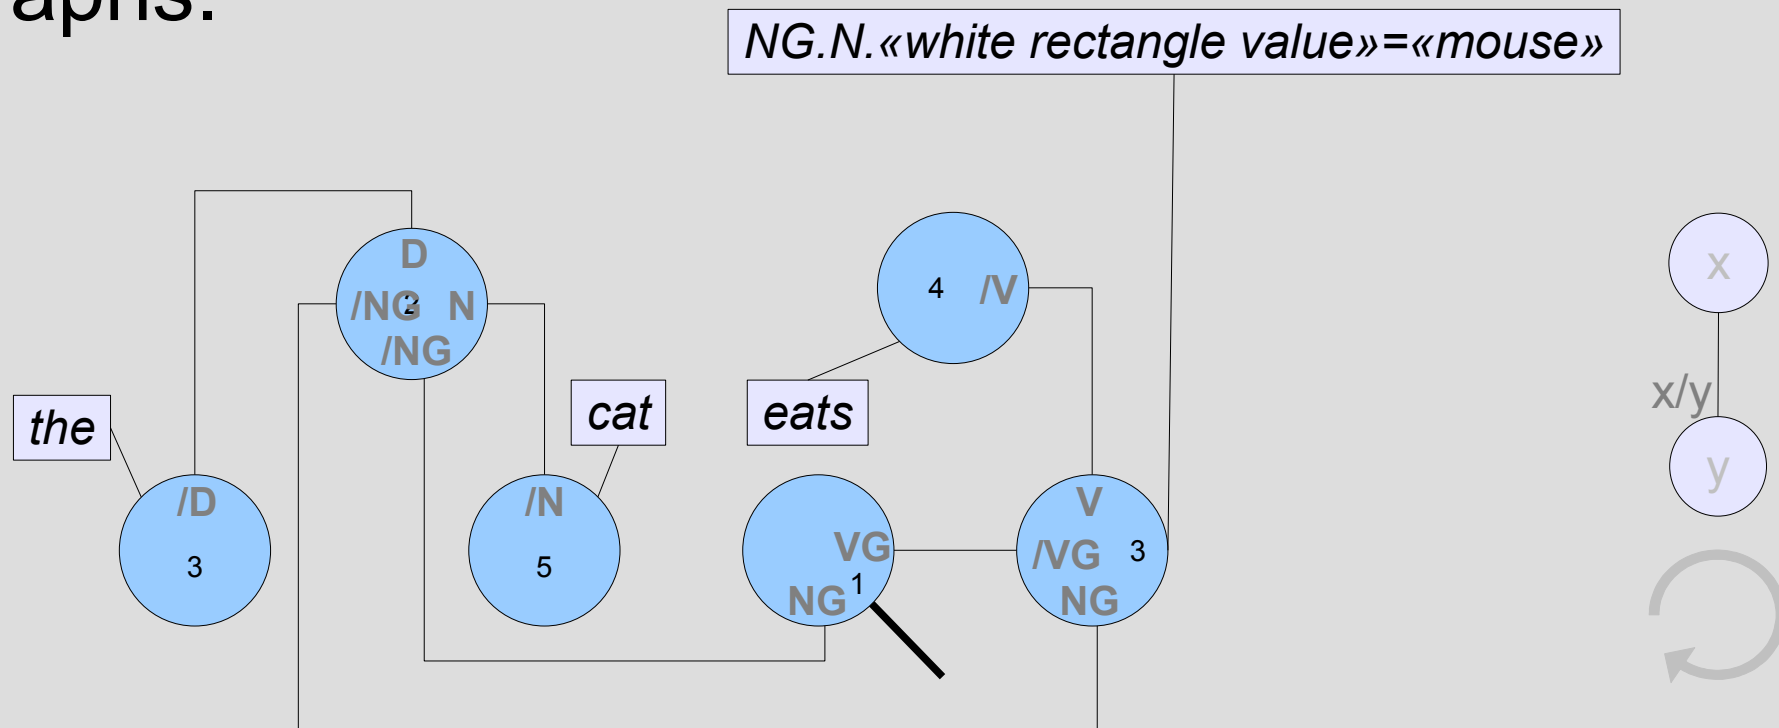 aphs:
NG.N.«white rectangle value»=«mouse»
D
/NG 2 N
/NG
4 /V
x
the
cat
eats
x/y
y
/D
3
/N
5
VG
NG 1
V
/VG 3
NG